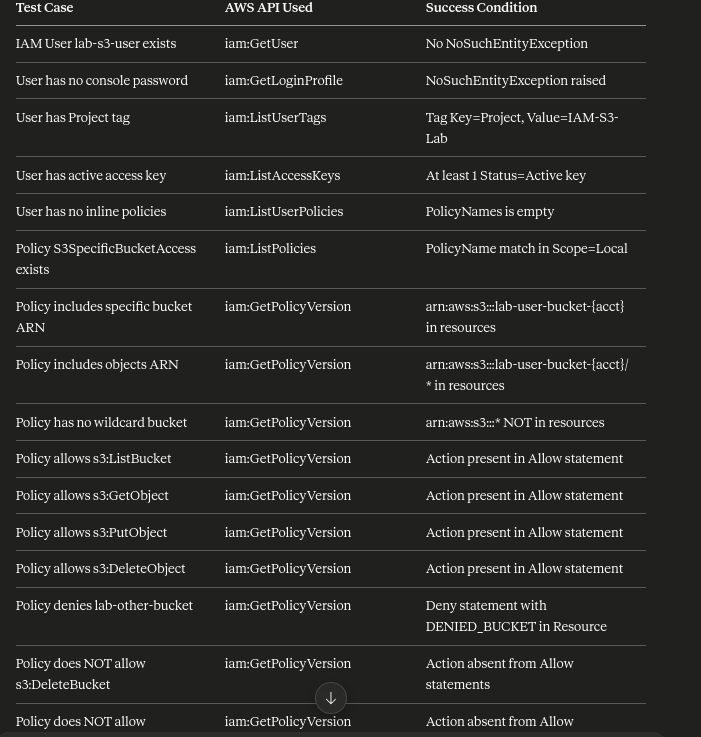 Test Case AWS API Used Success Condition
IAM User lab-s3-user exists iam:GetUser No NoSuchEntityException
User has no console password iam:GetLoginProfile NoSuchEntityException raised
User has Project tag iam:ListUserTags Tag Key=Project, Value=IAM-S3-
Lab
User has active access key iam:ListAccessKeys At least 1 Status=Active key
User has no inline policies iam:ListUserPolicies PolicyNames is empty
Policy S3SpecificBucketAccess iam:ListPolicies PolicyName match in Scope=Local
exists
Policy includes specific bucket iam:GetPolicyVersion arn:aws:s3:::lab-user-bucket-{acct}
ARN in resources
Policy includes objects ARN iam:GetPolicyVersion arn:aws:s3:::lab-user-bucket-{acct}/
* in resources
Policy has no wildcard bucket iam:GetPolicyVersion arn:aws:s3:::* NOT in resources
Policy allows s3:ListBucket iam:GetPolicyVersion Action present in Allow statement
Policy allows s3:GetObject iam:GetPolicyVersion Action present in Allow statement
Policy allows s3:PutObject iam:GetPolicyVersion Action present in Allow statement
Policy allows s3:DeleteObject iam:GetPolicyVersion Action present in Allow statement
Policy denies lab-other-bucket iam:GetPolicyVersion Deny statement with
DENIED_BUCKET in Resource
Policy does NOT allow iam:GetPolicyVersion Action absent from Allow
s3:DeleteBucket statements
Policy does NOT allow iam:GetPolicyVersion Action absent from Allow